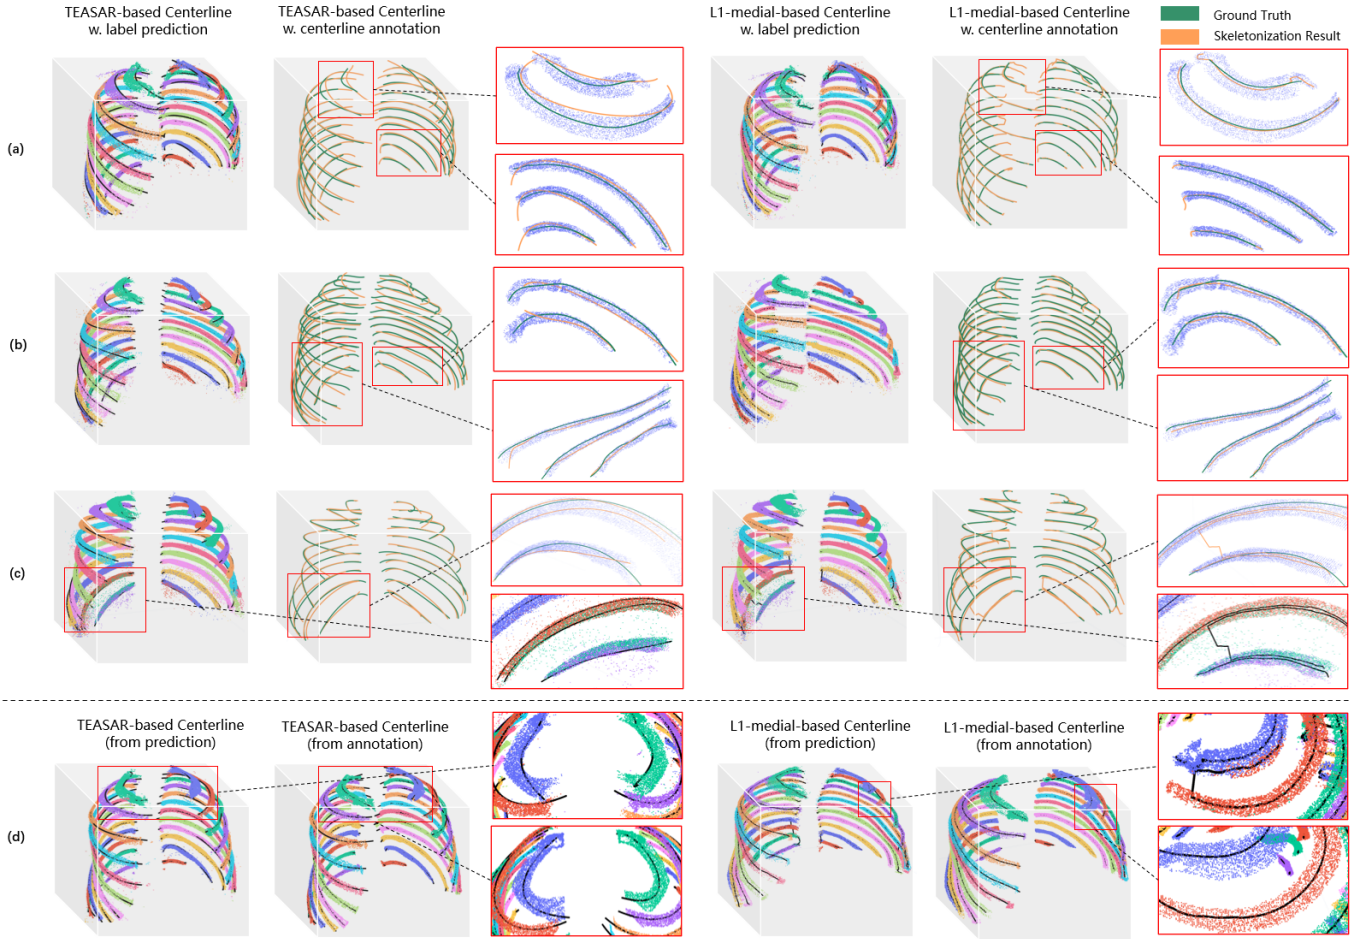 TEASAR-based Centerline
w. label prediction
TEASAR-based Centerline
w. centerline annotation
L1-medial-based Centerline
w. label prediction
L1-medial-based Centerline
w. centerline annotation
Ground Truth
Skeletonization Result
(a)
(b)
(c)
TEASAR-based Centerline
(from prediction)
TEASAR-based Centerline
(from annotation)
L1-medial-based Centerline
(from prediction)
L1-medial-based Centerline
(from annotation)
(d)